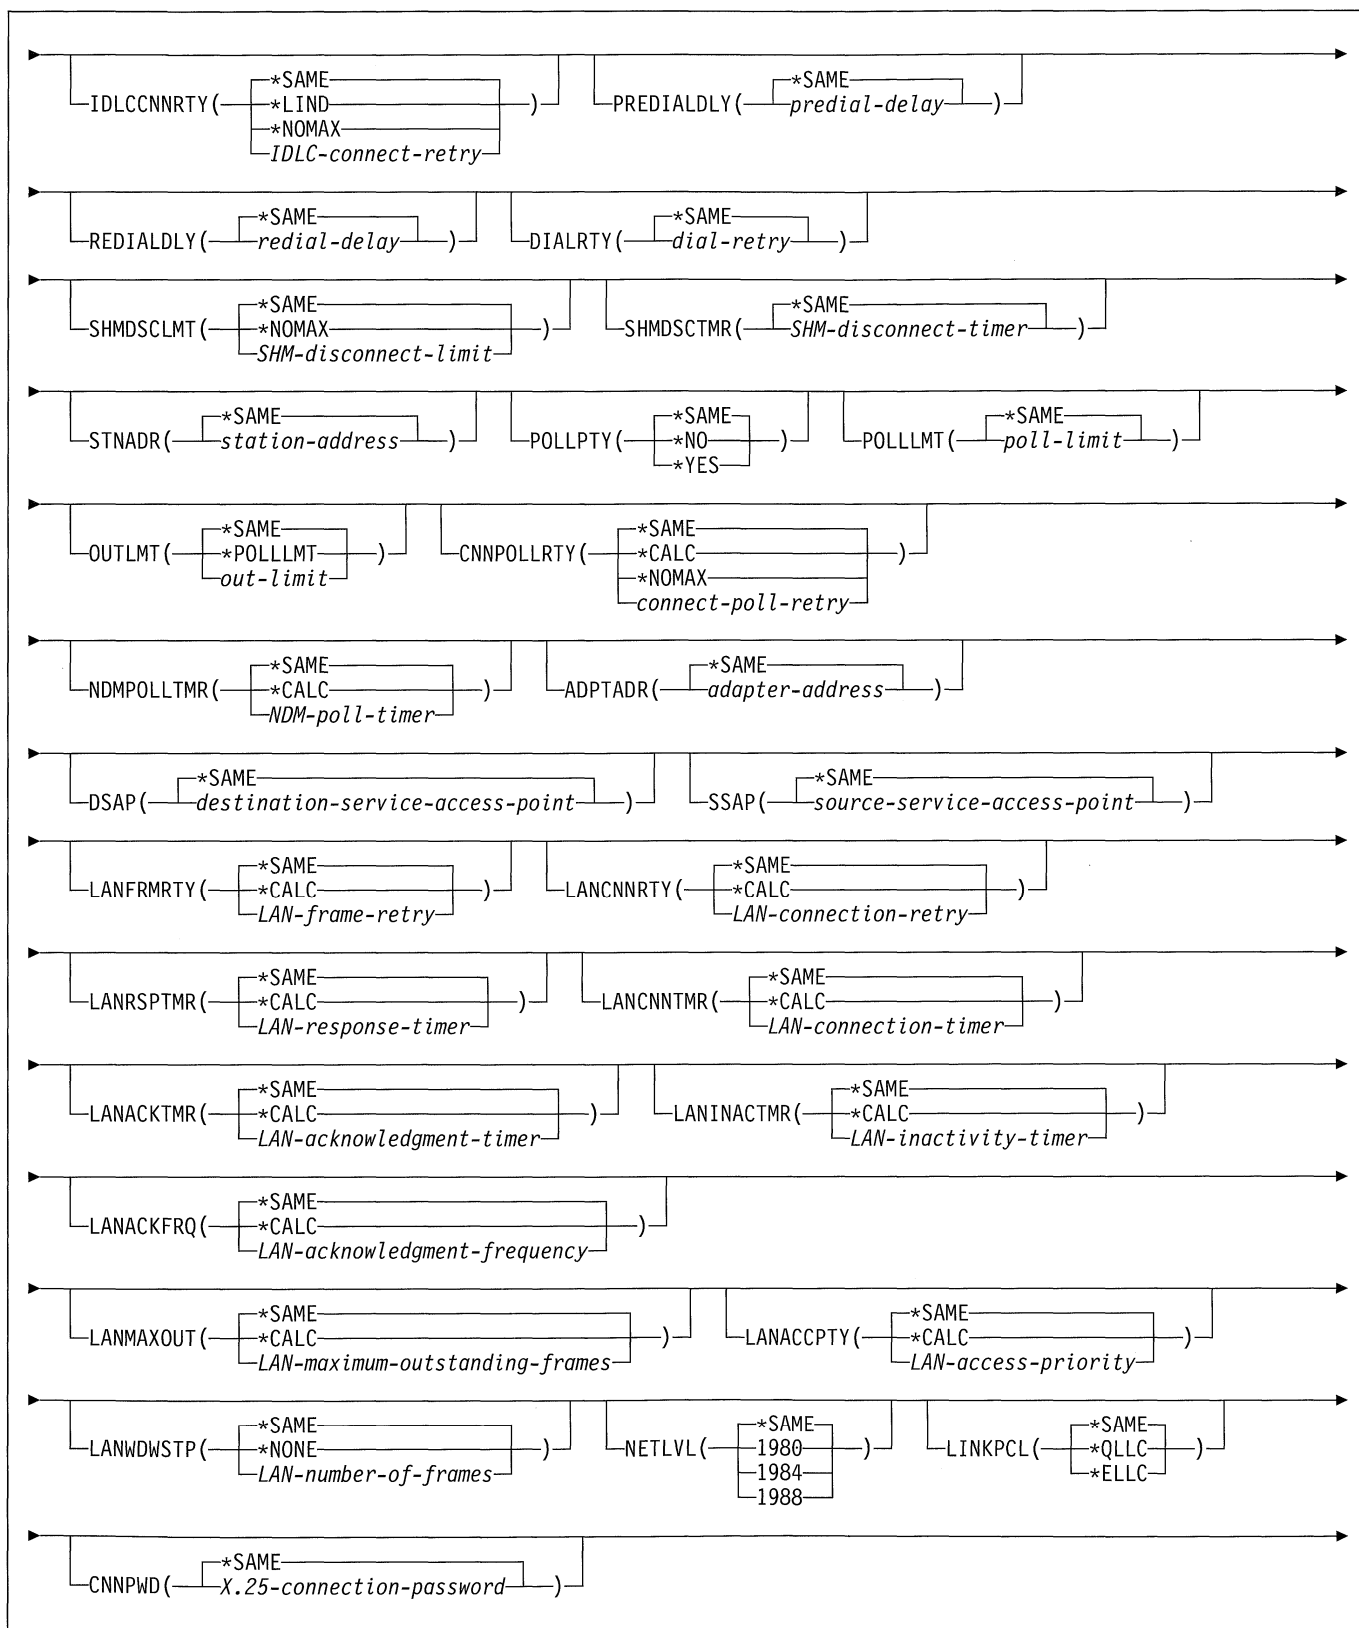 *SAME *SAME
IDLCCNNRTY( *LIND ) PREDIALDLY( predial-delay )
*NOMAX
IDLC-connect-retry
*SAME *SAME
REDIALDLY( redial-delay ) DIALRTY( dial-retry )
*SAME *SAME
SHMDSCLMT( *NOMAX ) SHMDSCTMR( SHM-disconnect-timer )
SHM-disconnect-limit
*SAME *SAME *SAME
STNADR( station-address ) POLLPTY( *NO ) POLLLMT( poll-limit )
*YES
*SAME *SAME
OUTLMT( *POLLLMT ) CNNPOLLRTY( *CALC )
out-limit *NOMAX
connect-poll-retry
*SAME *SAME
NDMPOLLTMR( *CALC ) ADPTADR( adapter-address )
NDM-poll-timer
*SAME *SAME
DSAP( destination-service-access-point ) SSAP( source-service-access-point )
*SAME *SAME
LANFRMRTY( *CALC ) LANCNNRTY( *CALC )
LAN-frame-retry LAN-connection-retry
*SAME *SAME
LANRSPTMR( *CALC ) LANCNNTMR( *CALC )
LAN-response-timer LAN-connection-timer
*SAME *SAME
LANACKTMR( *CALC ) LANINACTMR( *CALC )
LAN-acknowledgment-timer LAN-inactivity-timer
*SAME
LANACKFRQ( *CALC )
LAN-acknowledgment-frequency
*SAME *SAME
LANMAXOUT( *CALC ) LANACCPTY( *CALC )
LAN-maximum-outstanding-frames LAN-access-priority
*SAME *SAME *SAME
LANWDWSTP( *NONE ) NETLVL( 1980 ) LINKPCL( *QLLC )
LAN-number-of-frames 1984 *ELLC
1988
*SAME
CNNPWD( X.25-connection-password )